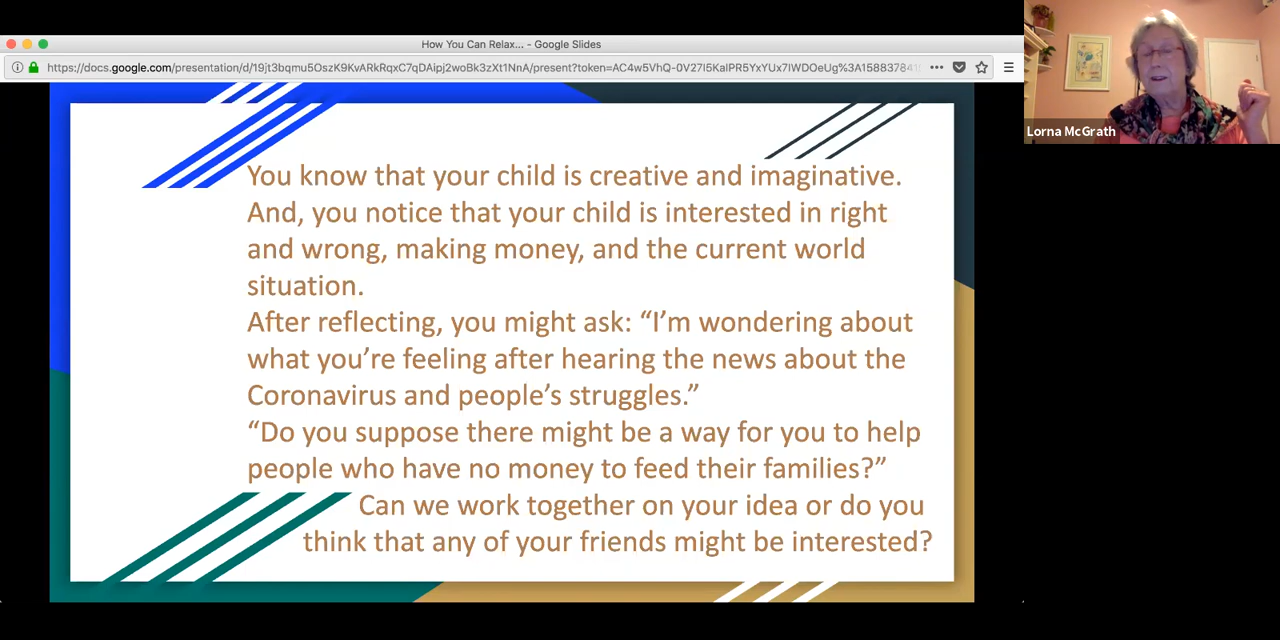 How You Can Relax... - Google Slides
https://docs.google.com/presentation/d/
Lorna McGrath
You know that your child is creative and imaginative.
And, you notice that your child is interested in right
and wrong, making money, and the current world
situation.
After reflecting, you might ask: “I’m wondering about
what you’re feeling after hearing the news about the
Coronavirus and people’s struggles.”
“Do you suppose there might be a way for you to help
people who have no money to feed their families?”
Can we work together on your idea or do you
think that any of your friends might be interested?